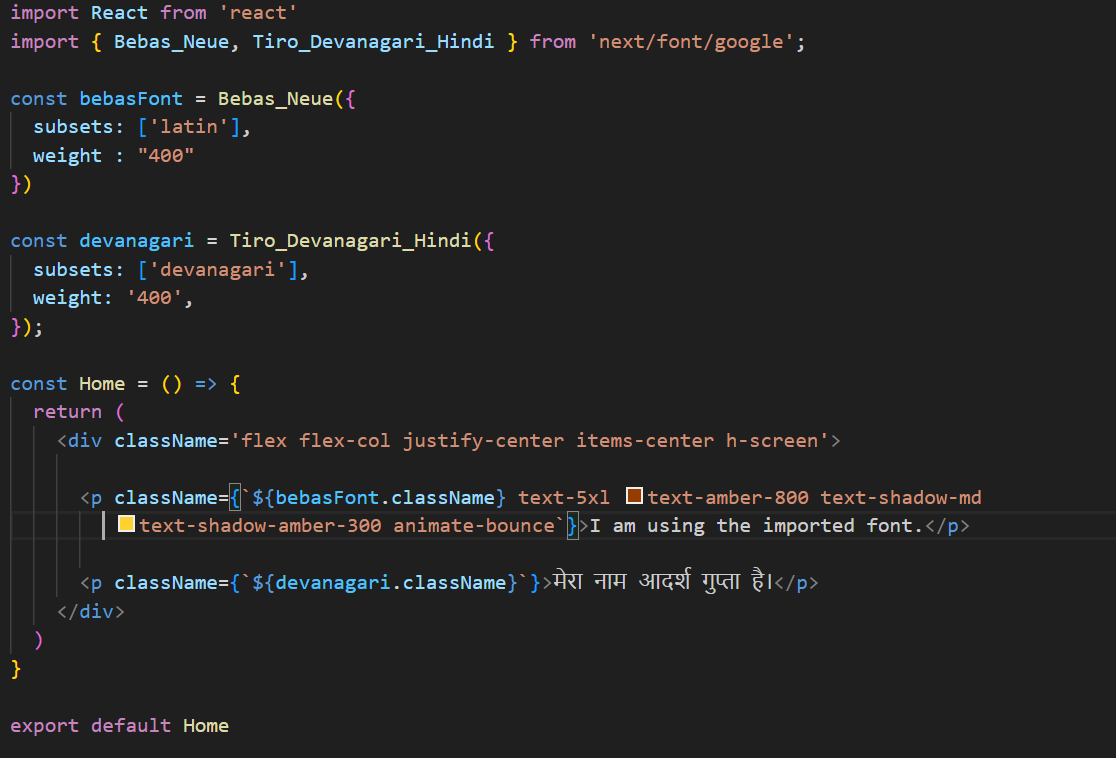 import React from 'react'
import { Bebas_Neue, Tiro_Devanagari_Hindi } from 'next/font/google';
const bebasFont = Bebas_Neue({
subsets: ['latin'],
weight : "400"
})
const devanagari = Tiro_Devanagari_Hindi({
subsets: ['devanagari'],
weight: '400',
});
const Home = () => {
return (
<div className='flex flex-col justify-center items-center h-screen'>
<p className={`${bebasFont.className} text-5xl text-amber-800 text-shadow-md
text-shadow-amber-300 animate-bounce`}>I am using the imported font.</p>
<p className={`${devanagari.className}`}>मेरा नाम आदर्श गुप्ता है।</p>
</div>
)
}
export default Home